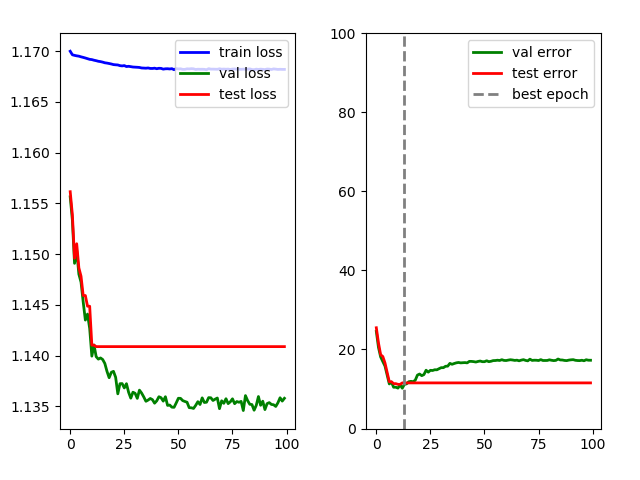 1.170
1.165
1.160
1.155
1.150
1.145
1.140
1.135
0 25 50 75 100
train loss
val loss
test loss
100
80
60
40
20
0
0 25 50 75 100
val error
test error
best epoch